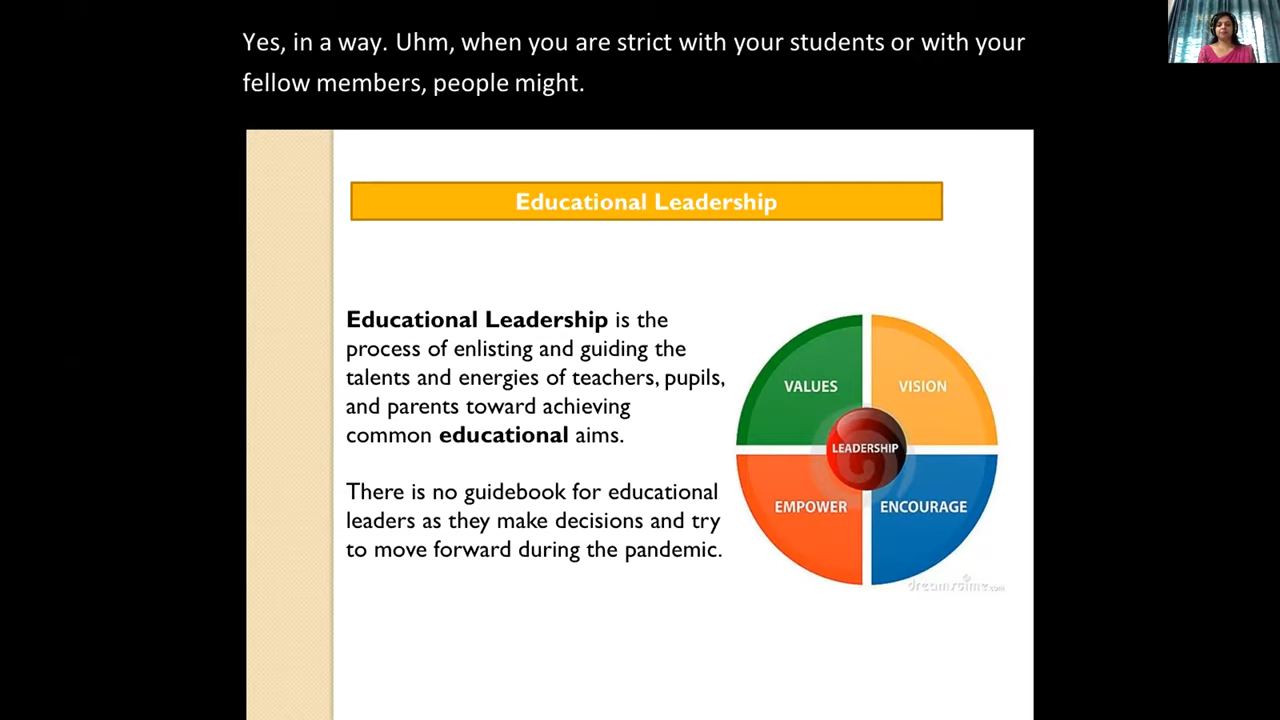 Yes, in a way. Uhm, when you are strict with your students or with your
fellow members, people might.
Educational Leadership
Educational Leadership is the
process of enlisting and guiding the
talents and energies of teachers, pupils,
and parents toward achieving
common educational aims.
There is no guidebook for educational
leaders as they make decisions and try
to move forward during the pandemic.
VALUES
VISION
LEADERSHIP
EMPOWER
ENCOURAGE
dreamstime.com